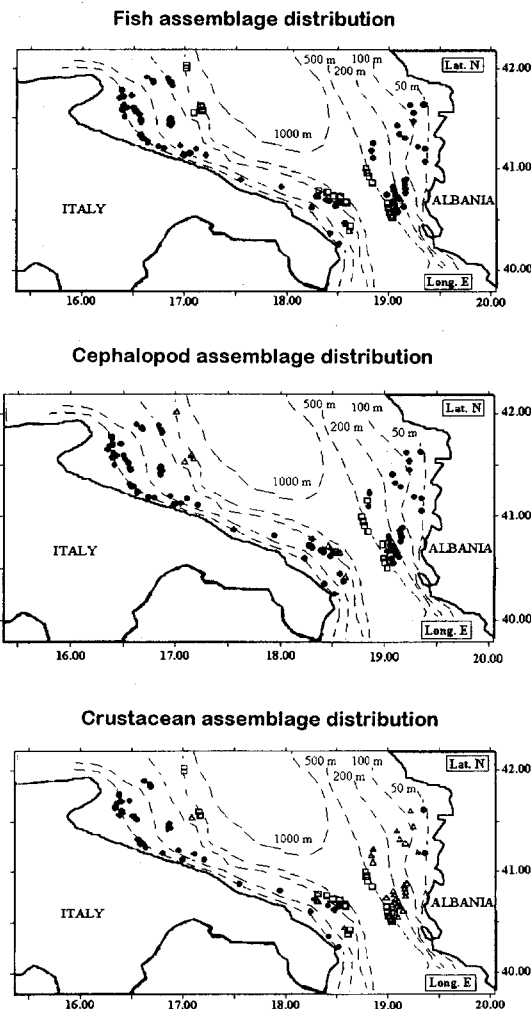 Fish assemblage distribution
500 m
100 m
Lat. N
42.00
200 m
50 m
1000 m
41.00
ITALY
ALBANIA
40.00
Long. E
16.00 17.00 18.00 19.00 20.00
Cephalopod assemblage distribution
500 m
100 m
Lat. N
42.00
200 m
50 m
1000 m
41.00
ITALY
ALBANIA
40.00
Long. E
16.00 17.00 18.00 19.00 20.00
Crustacean assemblage distribution
500 m
100 m
Lat. N
42.00
200 m
50 m
1000 m
41.00
ITALY
ALBANIA
40.00
Long. E
16.00 17.00 18.00 19.00 20.00